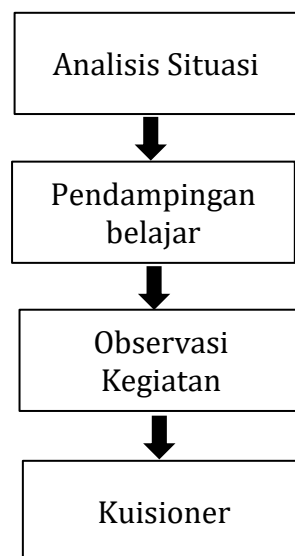 Analisis Situasi
Pendampingan
belajar
Observasi
Kegiatan
Kuisioner